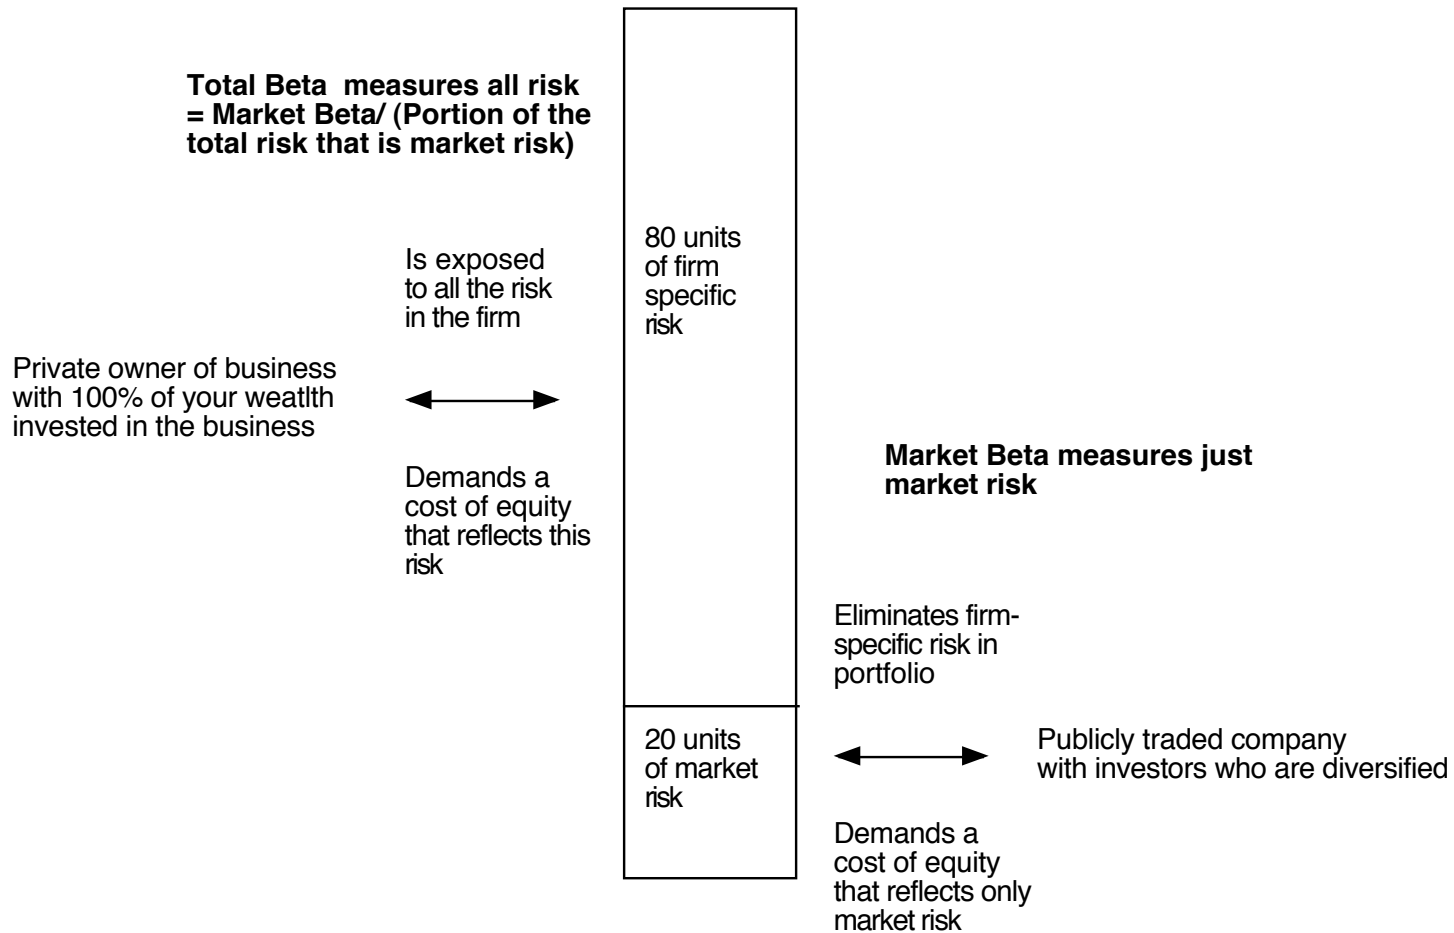 Total Beta  measures all risk
= Market Beta/ (Portion of the
total risk that is market risk)
80 units
of firm
specific
risk
Is exposed
to all the risk
in the firm
Private owner of business
with 100% of your weatlth
invested in the business
Demands a
cost of equity
that reflects this
risk
Market Beta measures just
market risk
Eliminates firm-
specific risk in
portfolio
20 units
of market
risk
Publicly traded company
with investors who are diversified
Demands a
cost of equity
that reflects only
market risk